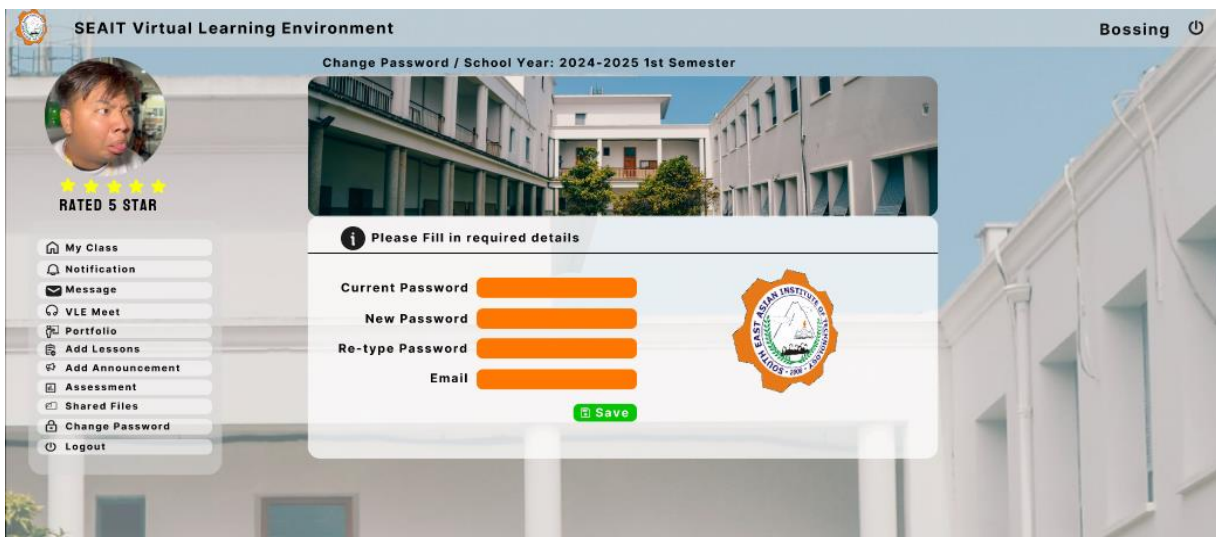 SEAIT Virtual Learning Environment
Bossing
Change Password / School Year: 2024-2025 1st Semester
RATED 5 STAR
My Class
Notification
Message
VLE Meet
Portfolio
Add Lessons
Add Announcement
Assessment
Shared Files
Change Password
Logout
Please Fill in required details
Current Password
New Password
Re-type Password
Email
Save
SOUTH EAST ASIAN INSTITUTE OF TECHNOLOGY